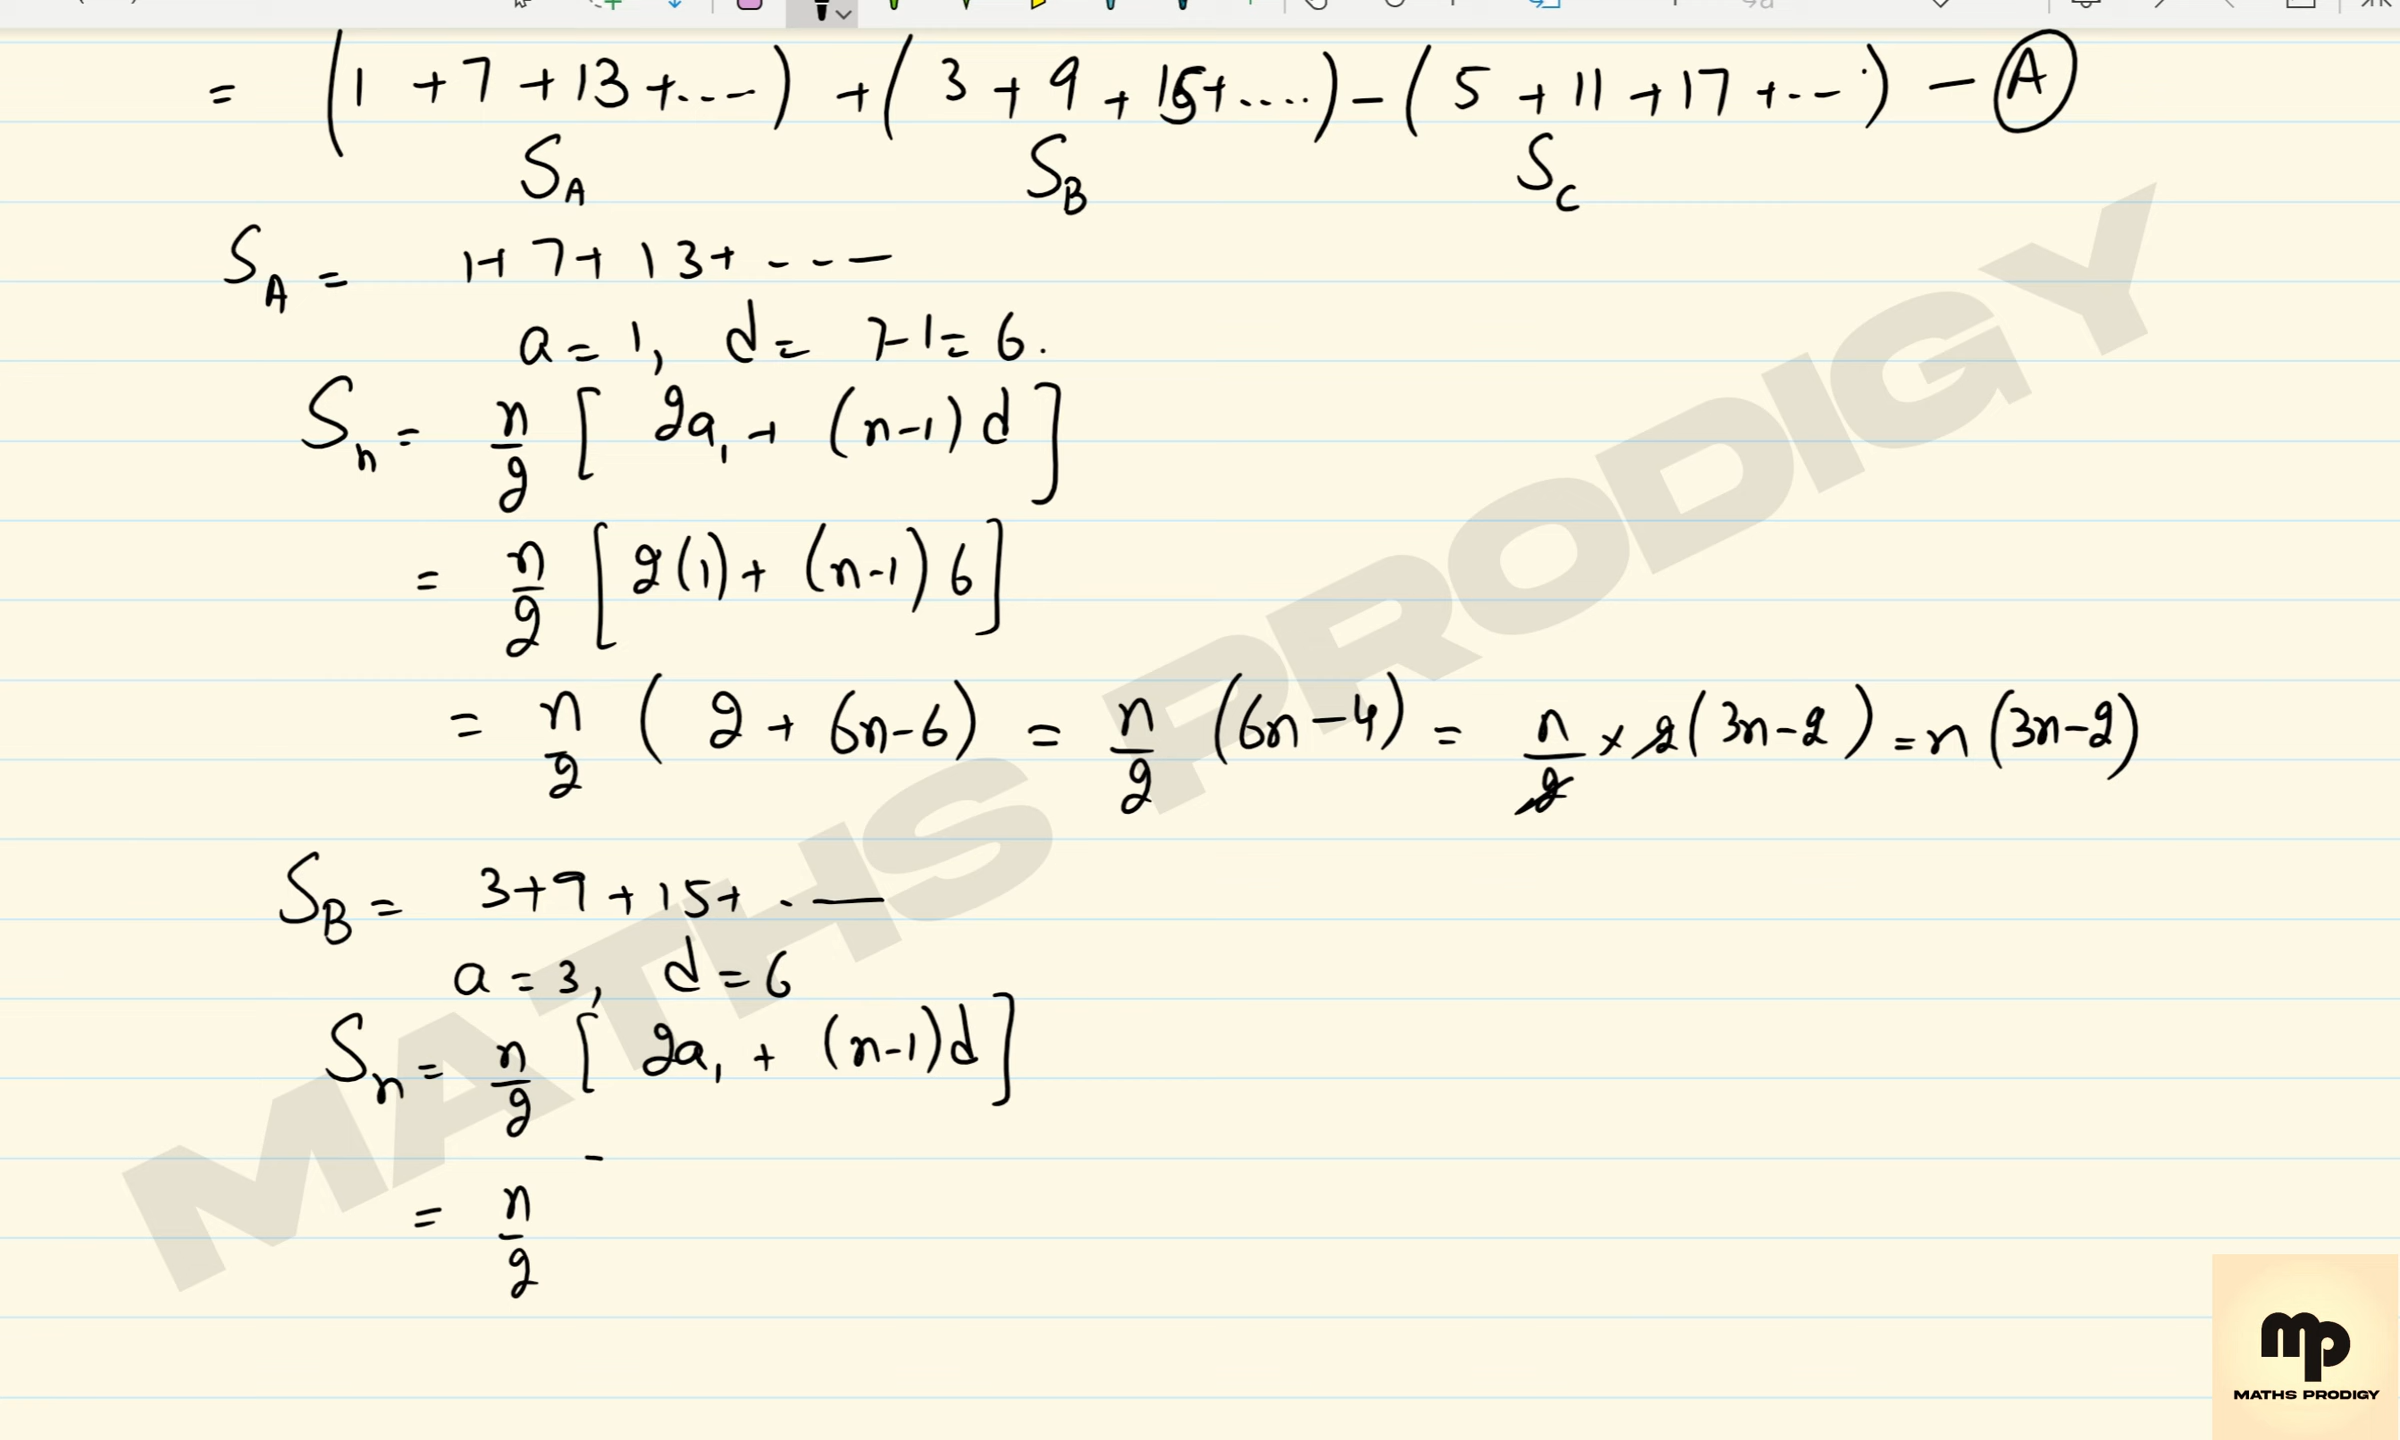 = (1 + 7 + 13 + ---) + (3 + 9 + 15 + ....) - (5 + 11 + 17 + ---) - A
S_A S_B S_C
S_A = 1 + 7 + 13 + ---
a = 1, d = 7-1 = 6.
S_n = n/2 [2a_1 + (n-1)d]
= n/2 [2(1) + (n-1)6]
= n/2 (2 + 6n-6) = n/2 (6n-4) = n/2 × 2(3n-2) = n(3n-2)
S_B = 3 + 9 + 15 + .—
a = 3, d = 6
S_n = n/2 [2a_1 + (n-1)d]
-
= n/2
MATHS PRODIGY
mp
MATHS PRODIGY